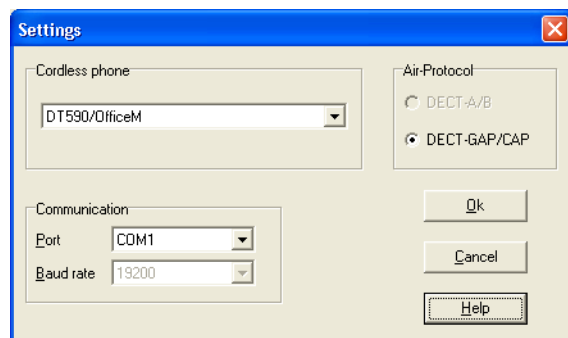 Settings
Cordless phone
DT590/OfficeM
Air-Protocol
DECT-A/B
DECT-GAP/CAP
Communication
Port COM1
Baud rate 19200
Ok
Cancel
Help